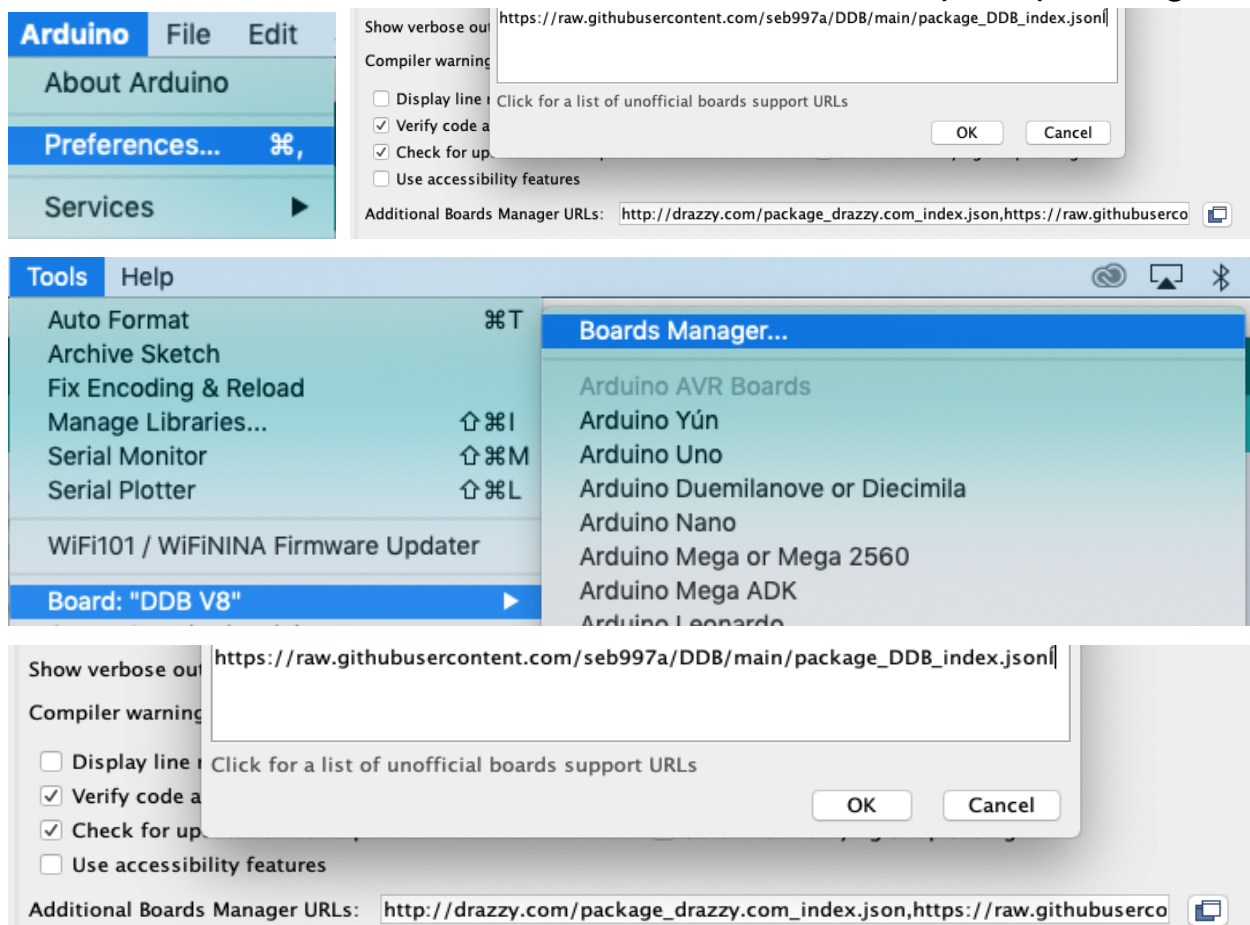 Arduino File Edit
About Arduino
Preferences... ⌘,
Services ▶
https://raw.githubusercontent.com/seb997a/DDB/main/package_DDB_index.json
Show verbose out
Compiler warning
Display line Click for a list of unofficial boards support URLs
Verify code a
OK Cancel
Check for up
Use accessibility features
Additional Boards Manager URLs: http://drazzy.com/package_drazzy.com_index.json,https://raw.githubuserco
Tools Help
Auto Format ⌘T
Archive Sketch
Fix Encoding & Reload
Manage Libraries... ⇧⌘I
Serial Monitor ⇧⌘M
Serial Plotter ⇧⌘L
WiFi101 / WiFiNINA Firmware Updater
Board: "DDB V8" ▶
Boards Manager...
Arduino AVR Boards
Arduino Yún
Arduino Uno
Arduino Duemilanove or Diecimila
Arduino Nano
Arduino Mega or Mega 2560
Arduino Mega ADK
Arduino Leonardo
https://raw.githubusercontent.com/seb997a/DDB/main/package_DDB_index.json
Show verbose out
Compiler warning
Display line Click for a list of unofficial boards support URLs
Verify code a
OK Cancel
Check for up
Use accessibility features
Additional Boards Manager URLs: http://drazzy.com/package_drazzy.com_index.json,https://raw.githubuserco